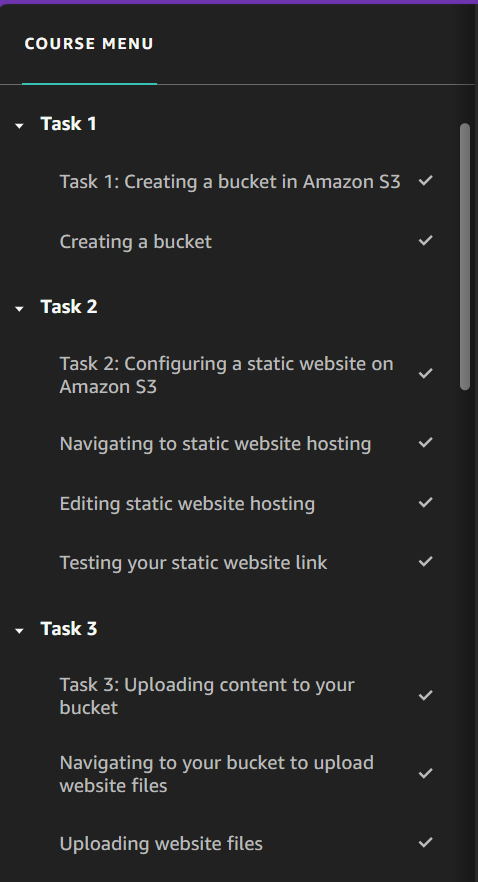 COURSE MENU
Task 1
Task 1: Creating a bucket in Amazon S3
Creating a bucket
Task 2
Task 2: Configuring a static website on
Amazon S3
Navigating to static website hosting
Editing static website hosting
Testing your static website link
Task 3
Task 3: Uploading content to your
bucket
Navigating to your bucket to upload
website files
Uploading website files